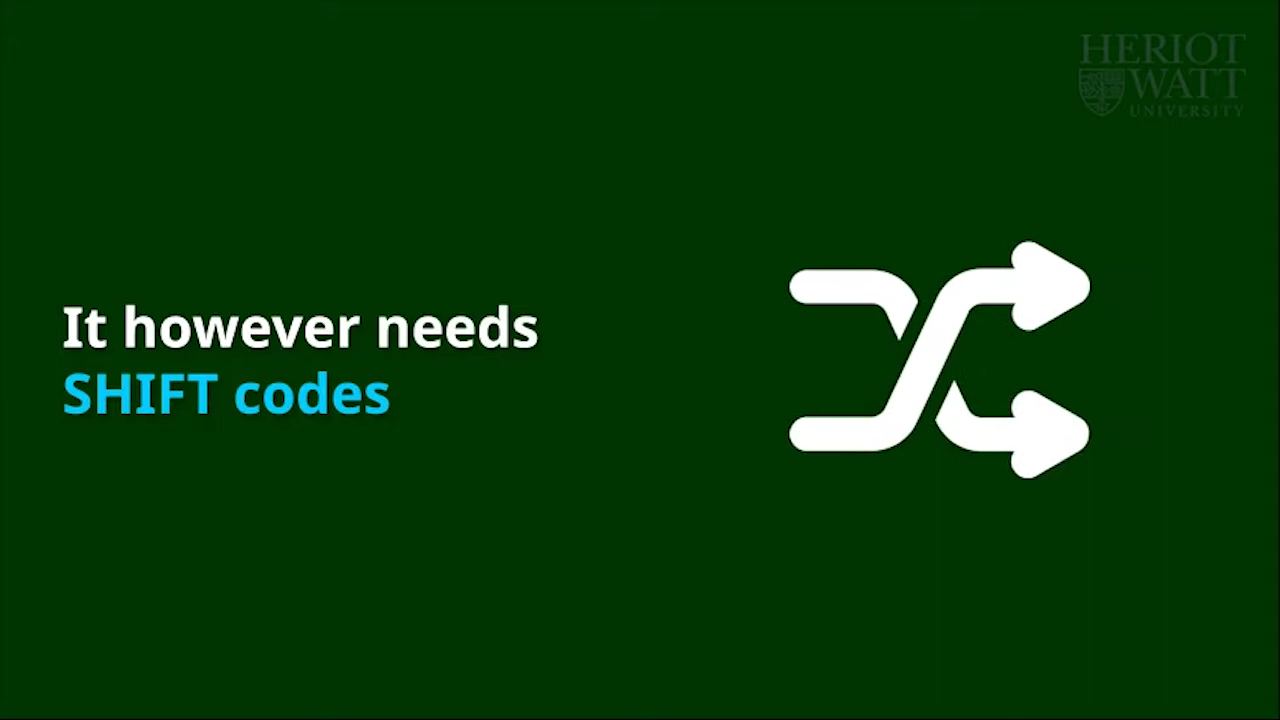 HERIOT
WATT
UNIVERSITY
It however needs
SHIFT codes